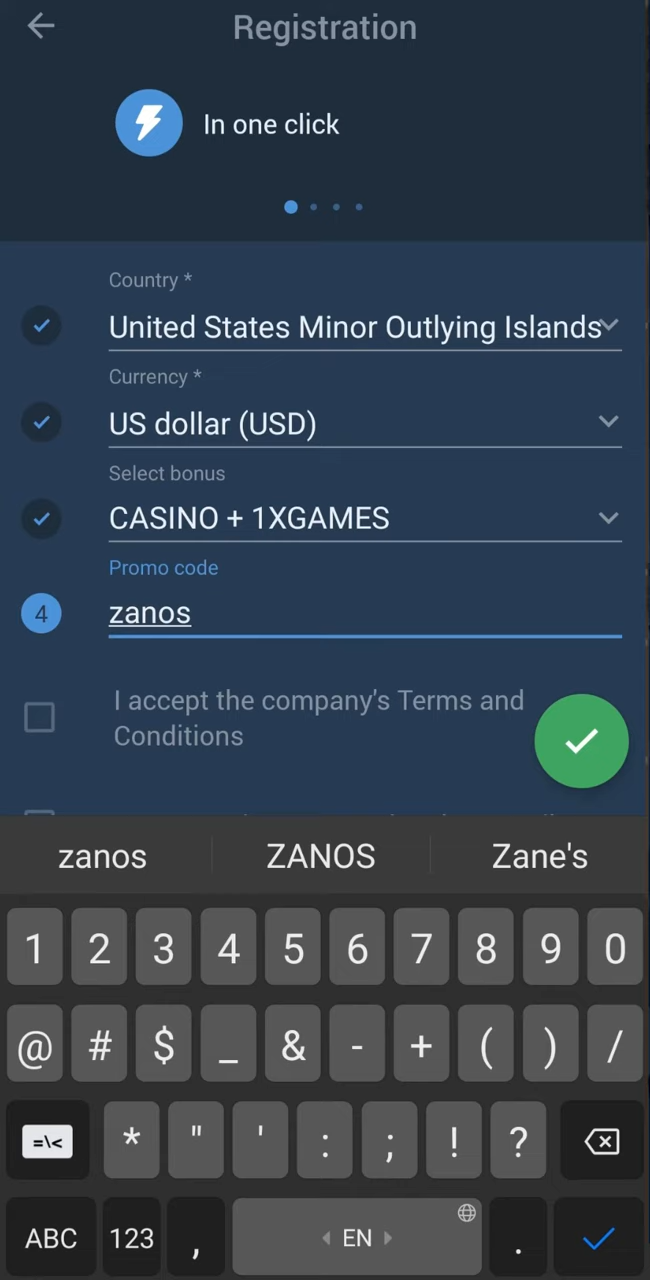 Registration
In one click
Country *
United States Minor Outlying Islands
Currency *
US dollar (USD)
Select bonus
CASINO + 1XGAMES
Promo code
4
zanos
I accept the company's Terms and
Conditions
zanos ZANOS Zane's
1 2 3 4 5 6 7 8 9 0
@ # $ _ & - + ( ) /
=\< * " ' : ; ! ?
ABC 123 , EN .